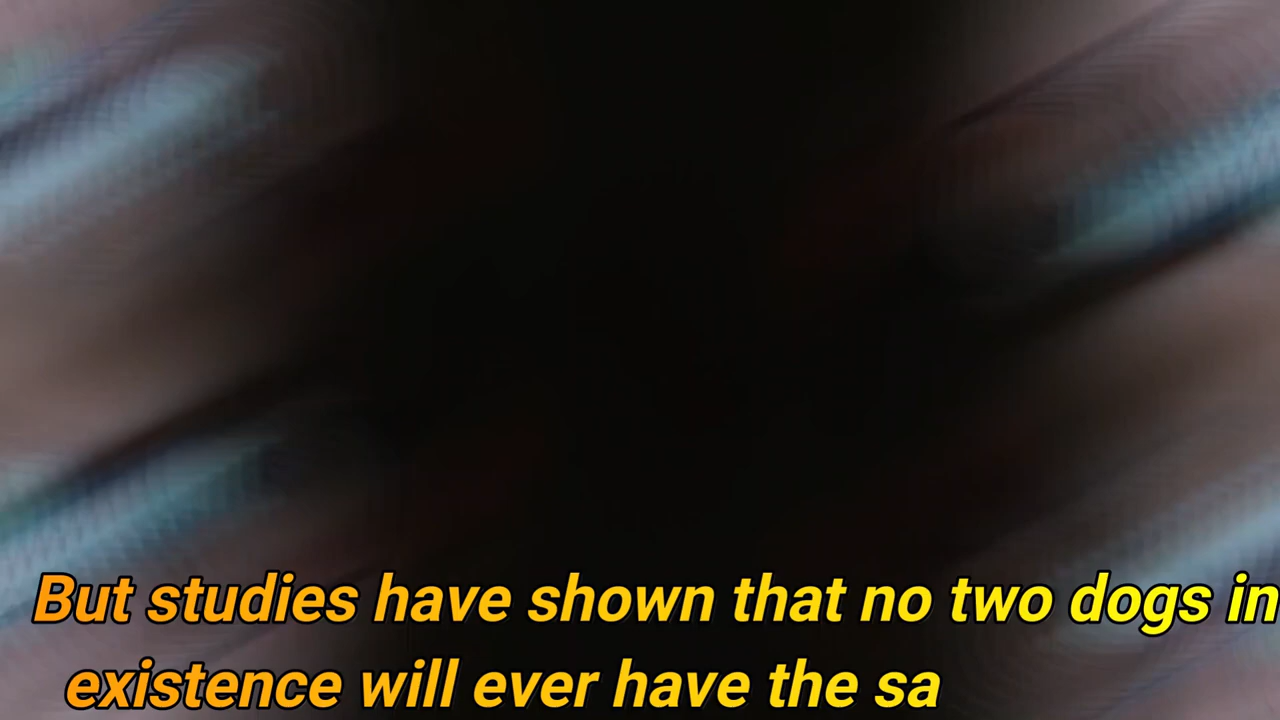 But studies have shown that no two dogs in
existence will ever have the sa